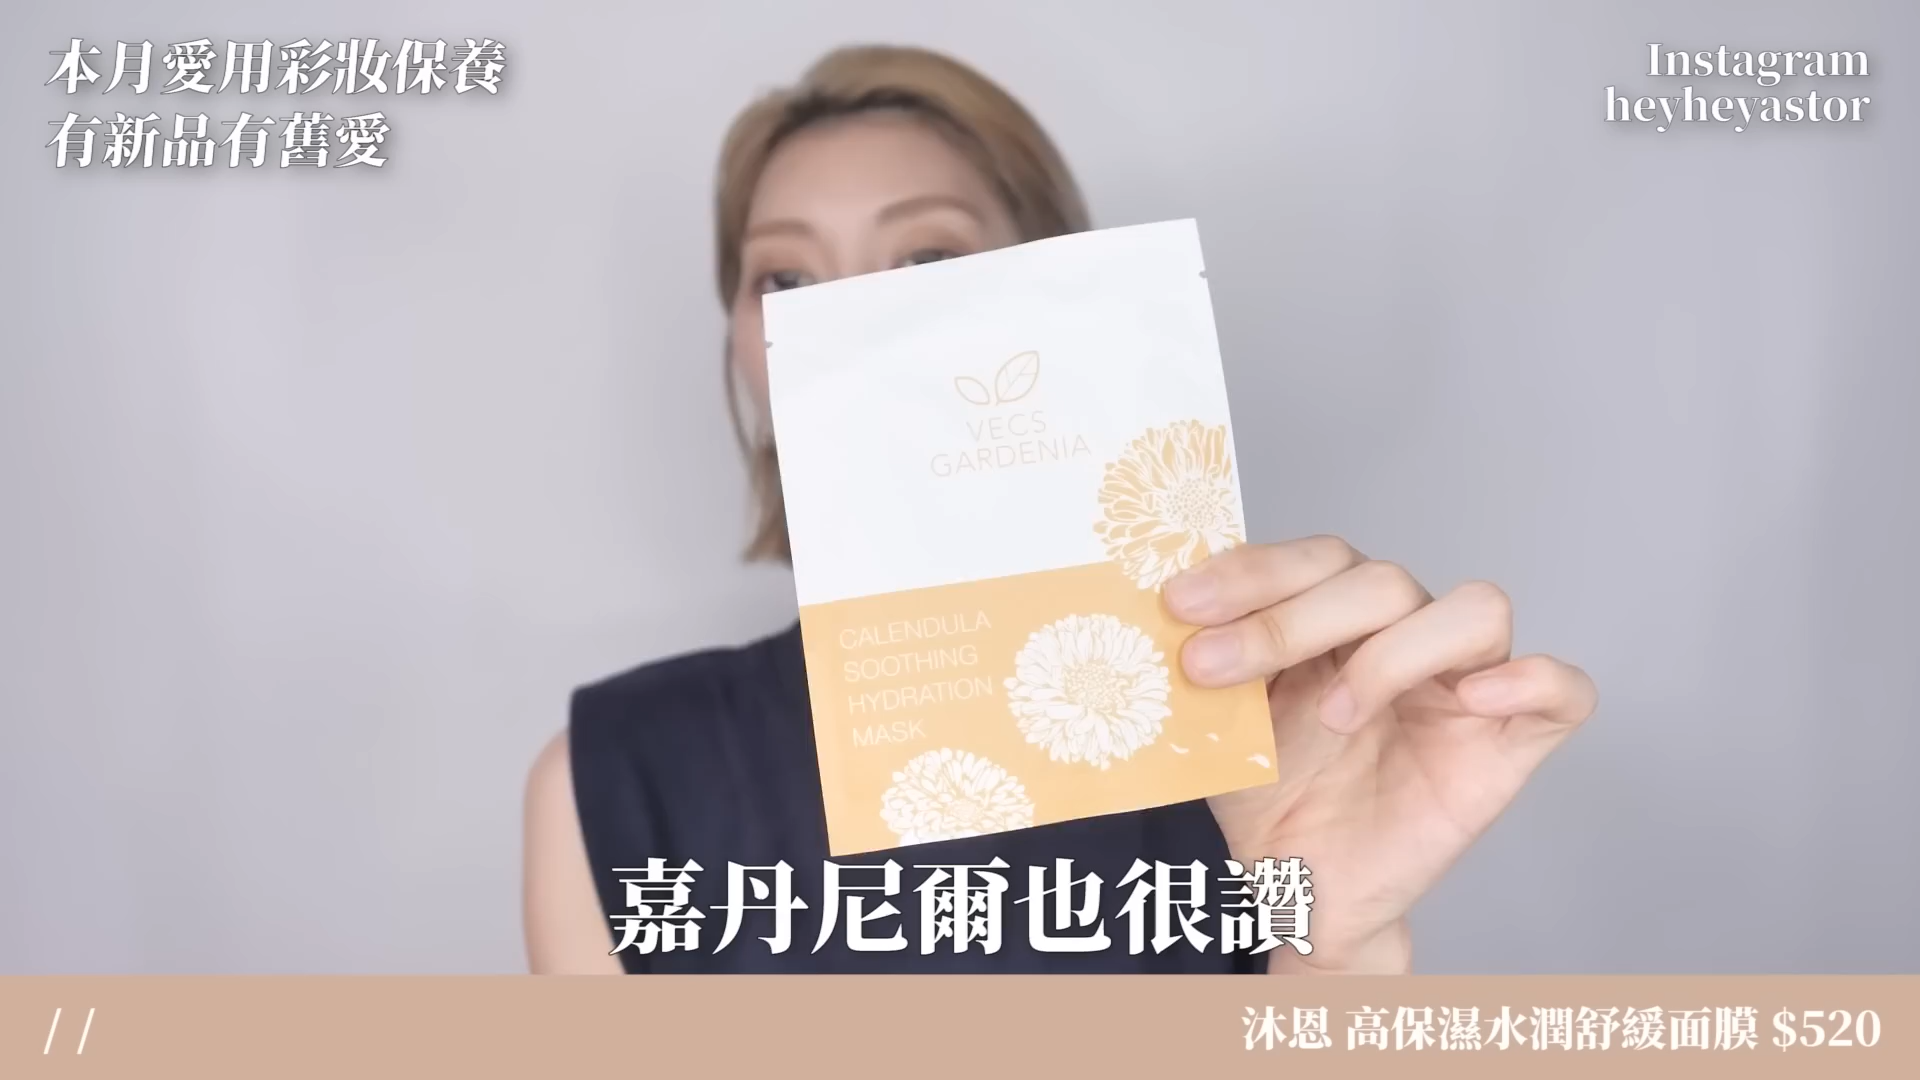 本月愛用彩妝保養
有新品有舊愛
Instagram
heyheyastor
VECS
GARDENIA
CALENDULA
SOOTHING
HYDRATION
MASK
嘉丹尼爾也很讚
// 沐恩 高保濕水潤舒緩面膜 $520